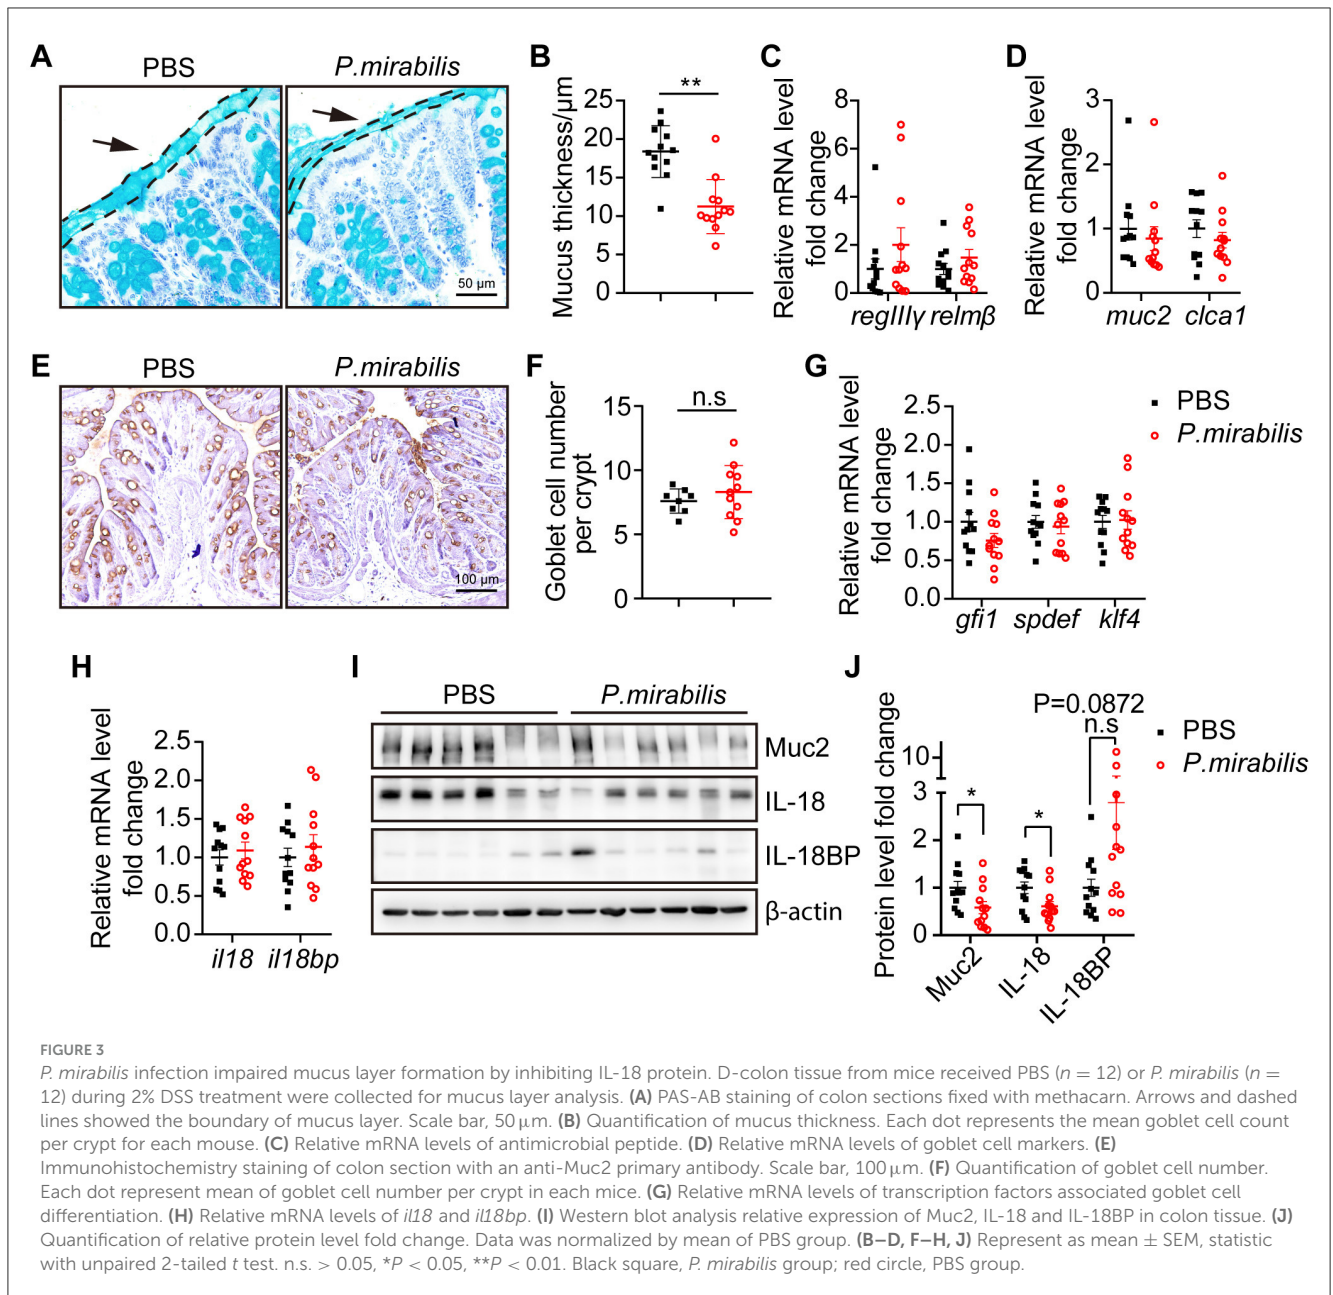 A
PBS
P.mirabilis
50 µm
B
**
Mucus thickness/µm
25
20
15
10
5
0
C
Relative mRNA level
fold change
8
6
4
2
0
regIIIγ relmβ
D
Relative mRNA level
fold change
3
2
1
0
muc2 clca1
E
PBS
P.mirabilis
100 µm
F
n.s
Goblet cell number
per crypt
15
10
5
0
G
Relative mRNA level
fold change
2.5
2.0
1.5
1.0
0.5
0.0
gfi1 spdef klf4
PBS
P.mirabilis
H
Relative mRNA level
fold change
2.5
2.0
1.5
1.0
0.5
0.0
il18 il18bp
I
PBS
P.mirabilis
Muc2
IL-18
IL-18BP
β-actin
J
P=0.0872
n.s
*
*
Protein level fold change
10
3
2
1
0
Muc2
IL-18
IL-18BP
PBS
P.mirabilis
FIGURE 3
P. mirabilis infection impaired mucus layer formation by inhibiting IL-18 protein. D-colon tissue from mice received PBS (n = 12) or P. mirabilis (n =
12) during 2% DSS treatment were collected for mucus layer analysis. (A) PAS-AB staining of colon sections fixed with methacarn. Arrows and dashed
lines showed the boundary of mucus layer. Scale bar, 50 µm. (B) Quantification of mucus thickness. Each dot represents the mean goblet cell count
per crypt for each mouse. (C) Relative mRNA levels of antimicrobial peptide. (D) Relative mRNA levels of goblet cell markers. (E)
Immunohistochemistry staining of colon section with an anti-Muc2 primary antibody. Scale bar, 100 µm. (F) Quantification of goblet cell number.
Each dot represent mean of goblet cell number per crypt in each mice. (G) Relative mRNA levels of transcription factors associated goblet cell
differentiation. (H) Relative mRNA levels of il18 and il18bp. (I) Western blot analysis relative expression of Muc2, IL-18 and IL-18BP in colon tissue. (J)
Quantification of relative protein level fold change. Data was normalized by mean of PBS group. (B–D, F–H, J) Represent as mean ± SEM, statistic
with unpaired 2-tailed t test. n.s. > 0.05, *P < 0.05, **P < 0.01. Black square, P. mirabilis group; red circle, PBS group.